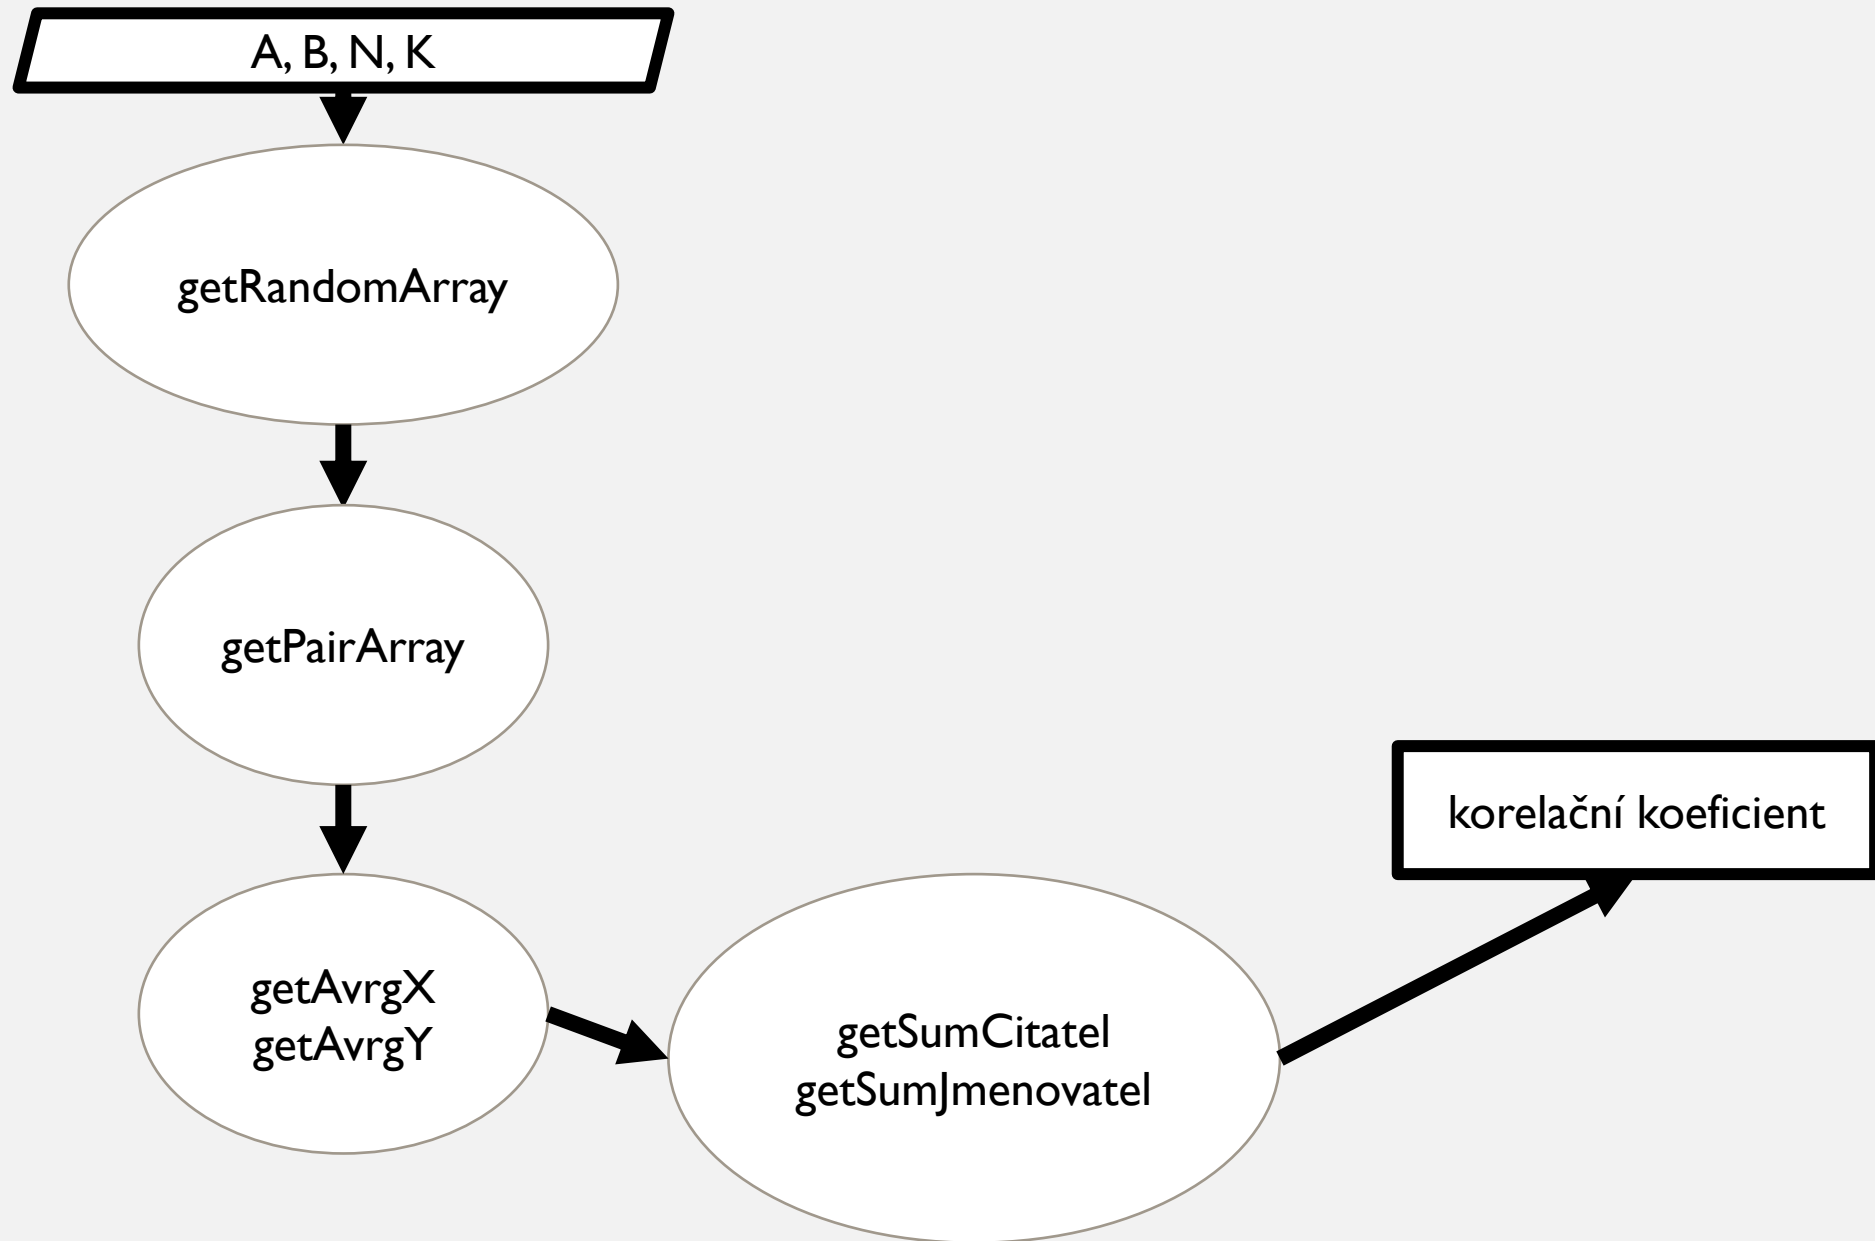 A, B, N, K
getRandomArray
getPairArray
getAvrgX
getAvrgY
getSumCitatel
getSumJmenovatel
korelační koeficient